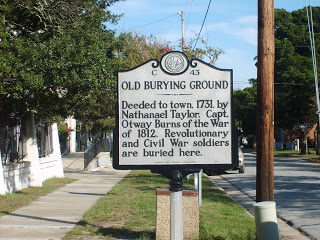 C 43
OLD BURYING GROUND
Deeded to town, 1731, by
Nathanael Taylor. Capt.
Otway Burns of the War
of 1812, Revolutionary
and Civil War soldiers
are buried here.